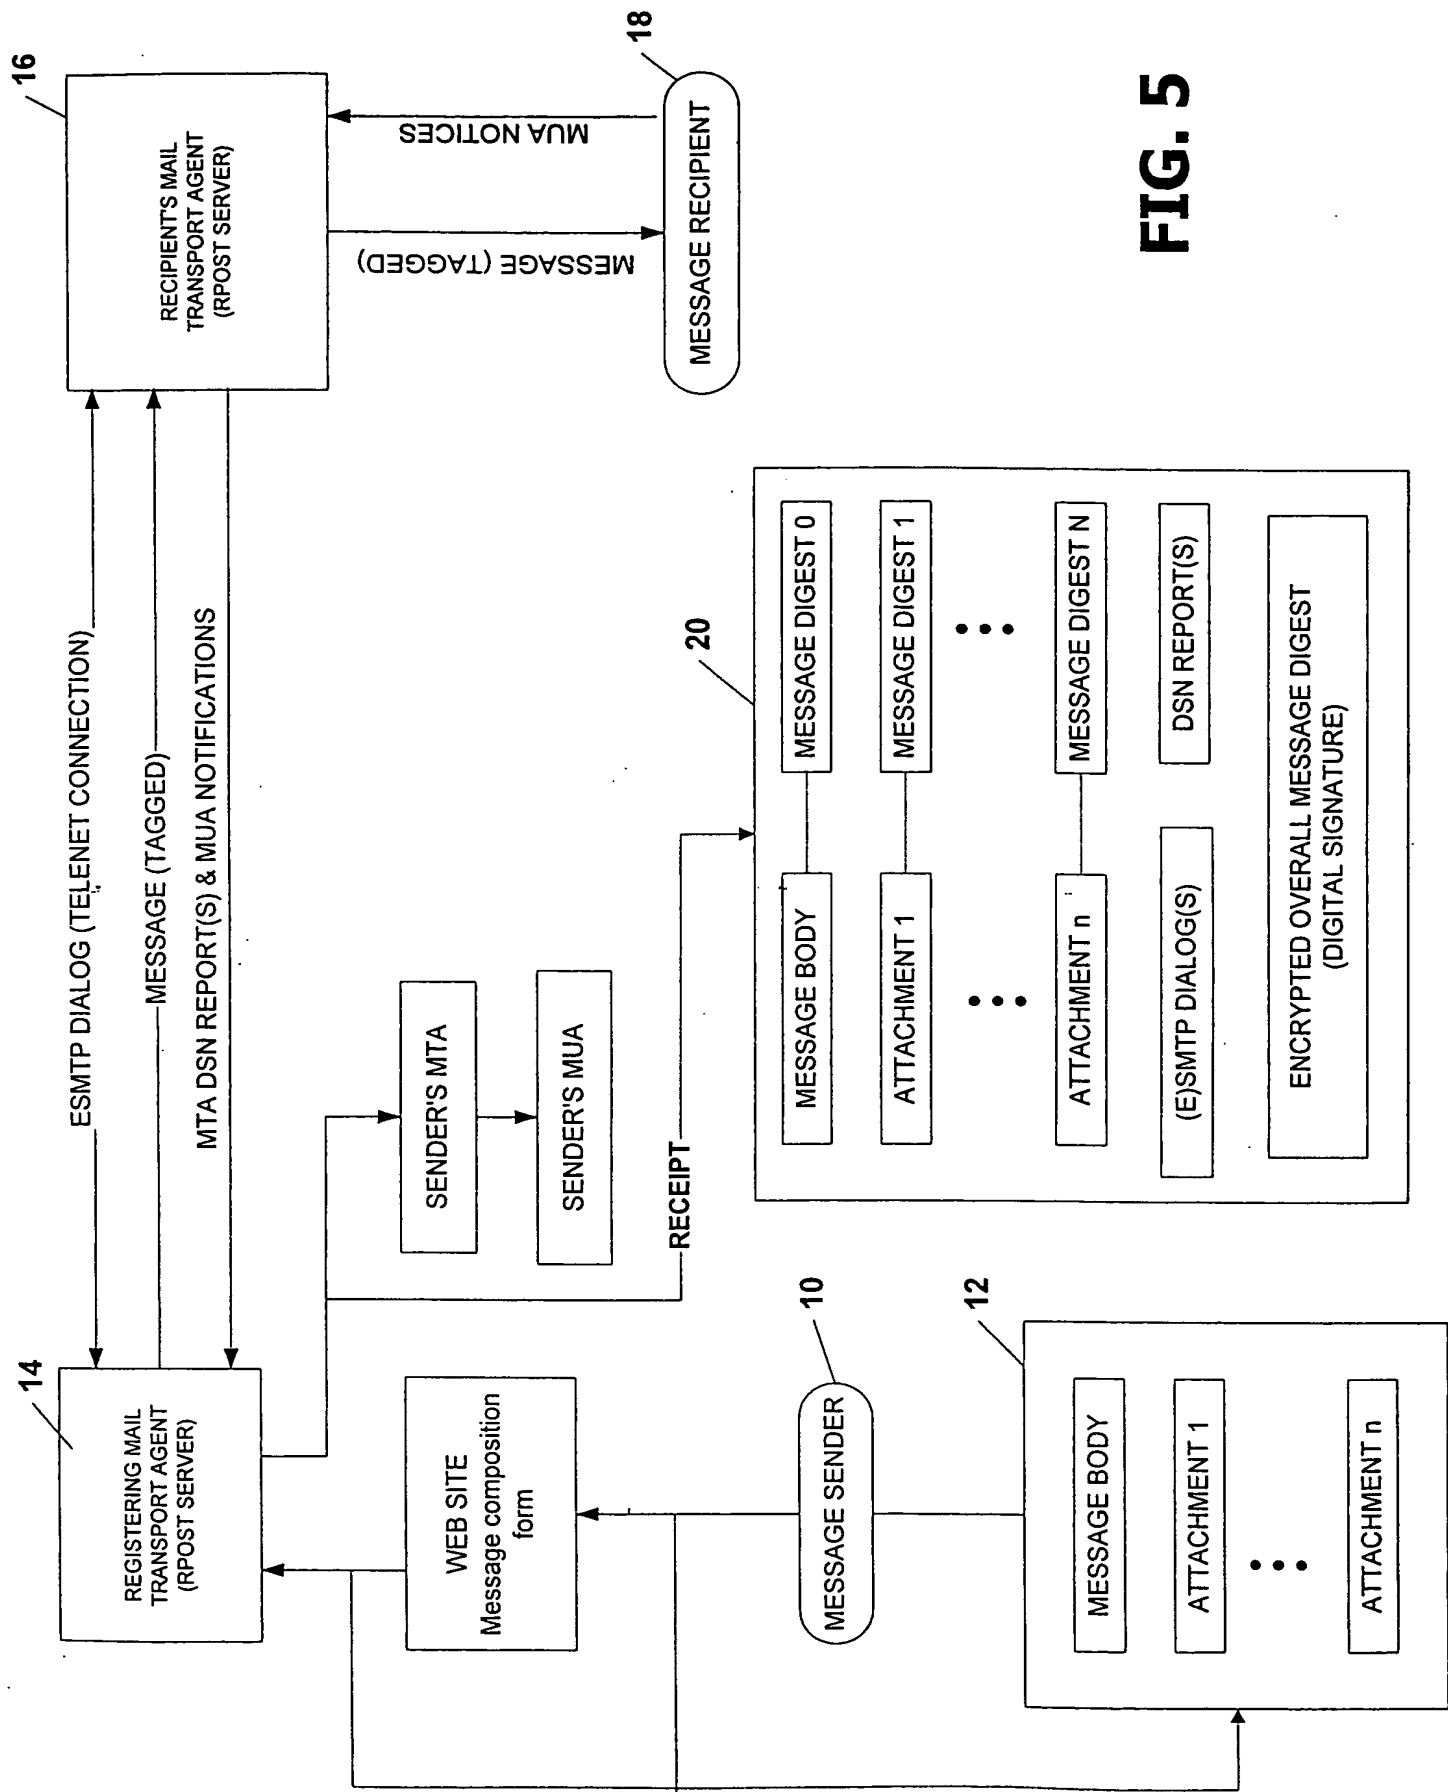 14
REGISTERING MAIL
TRANSPORT AGENT
(RPOST SERVER)
ESMTP DIALOG (TELENET CONNECTION)
MESSAGE (TAGGED)
MTA DSN REPORT(S) & MUA NOTIFICATIONS
16
RECIPIENT'S MAIL
TRANSPORT AGENT
(RPOST SERVER)
WEB SITE
Message composition
form
SENDER'S MTA
SENDER'S MUA
MESSAGE (TAGGED)
MUA NOTICES
18
MESSAGE RECIPIENT
RECEIPT
10
MESSAGE SENDER
12
MESSAGE BODY
ATTACHMENT 1
ATTACHMENT n
20
MESSAGE BODY
MESSAGE DIGEST 0
ATTACHMENT 1
MESSAGE DIGEST 1
ATTACHMENT n
MESSAGE DIGEST N
(E)SMTP DIALOG(S)
DSN REPORT(S)
ENCRYPTED OVERALL MESSAGE DIGEST
(DIGITAL SIGNATURE)
FIG. 5